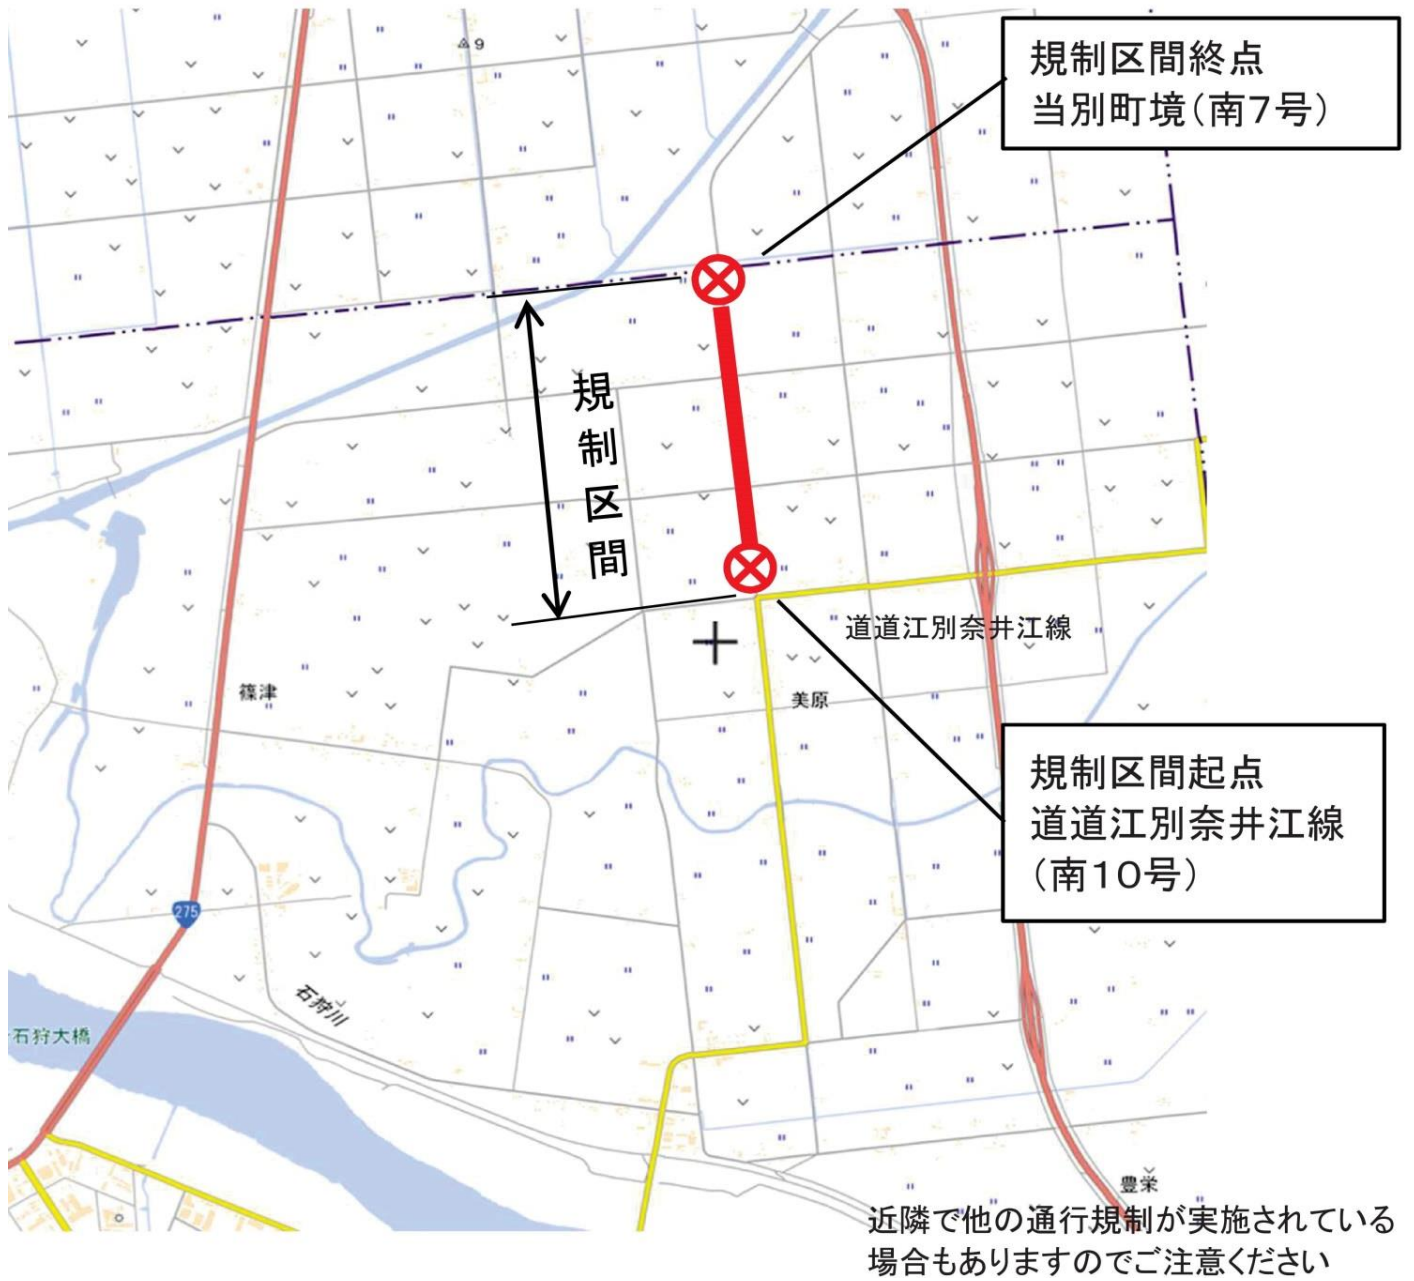 規制区間終点
当別町境（南7号）
9
規制区間
道道江別奈井江線
篠津
美原
規制区間起点
道道江別奈井江線
（南10号）
275
石狩川
石狩大橋
豊栄
近隣で他の通行規制が実施されている
場合もありますのでご注意ください